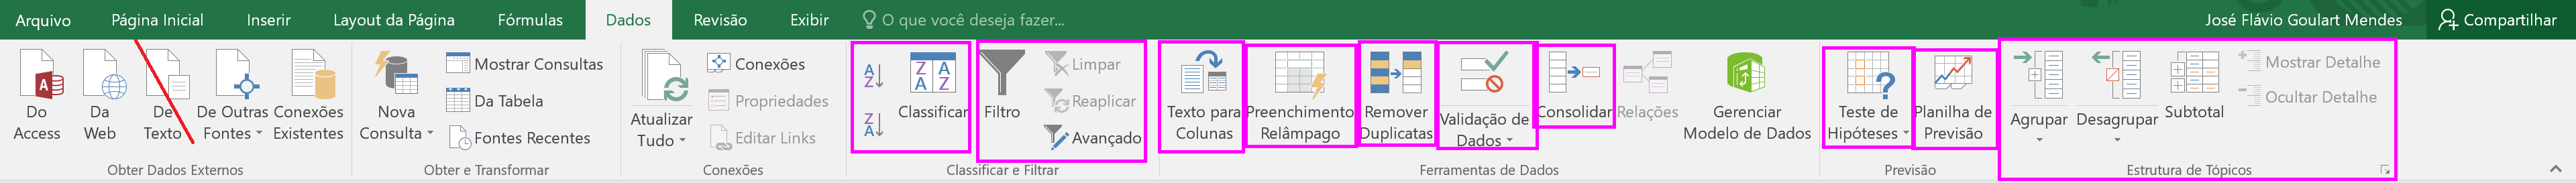 Arquivo Página Inicial Inserir Layout da Página Fórmulas Dados Revisão Exibir O que você deseja fazer... José Flávio Goulart Mendes Compartilhar
Do Access
Da Web
De Texto
De Outras Fontes
Conexões Existentes
Obter Dados Externos
Nova Consulta
Mostrar Consultas
Da Tabela
Fontes Recentes
Obter e Transformar
Atualizar Tudo
Conexões
Propriedades
Editar Links
Conexões
Classificar
Filtro
Limpar
Reaplicar
Avançado
Classificar e Filtrar
Texto para Colunas
Preenchimento Relâmpago
Remover Duplicatas
Validação de Dados
Consolidar
Relações
Gerenciar Modelo de Dados
Ferramentas de Dados
Teste de Hipóteses
Planilha de Previsão
Previsão
Agrupar
Desagrupar
Subtotal
Mostrar Detalhe
Ocultar Detalhe
Estrutura de Tópicos